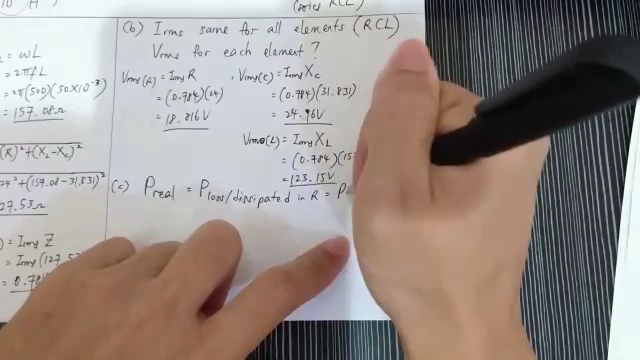 (series RCL)
(b) Irms same for all elements (RCL)
Vrms for each element ?
Vrms(R) = Irms R , Vrms(c) = Irms Xc
= (0.784)(24) = (0.784)(31.831)
= 18.816V = 24.96V
Vrms(L) = Irms XL
= (0.784)(15
= 123.15V
(c) Preal = Ploss/dissipated in R = P
= ωL
= 2πfL
= 2π(500)(50×10⁻³)
= 157.08Ω
(R)² + (XL-Xc)²
24² + (157.08-31.831)²
27.53Ω
) = Irms Z
= Irms (127.53
= 0.78